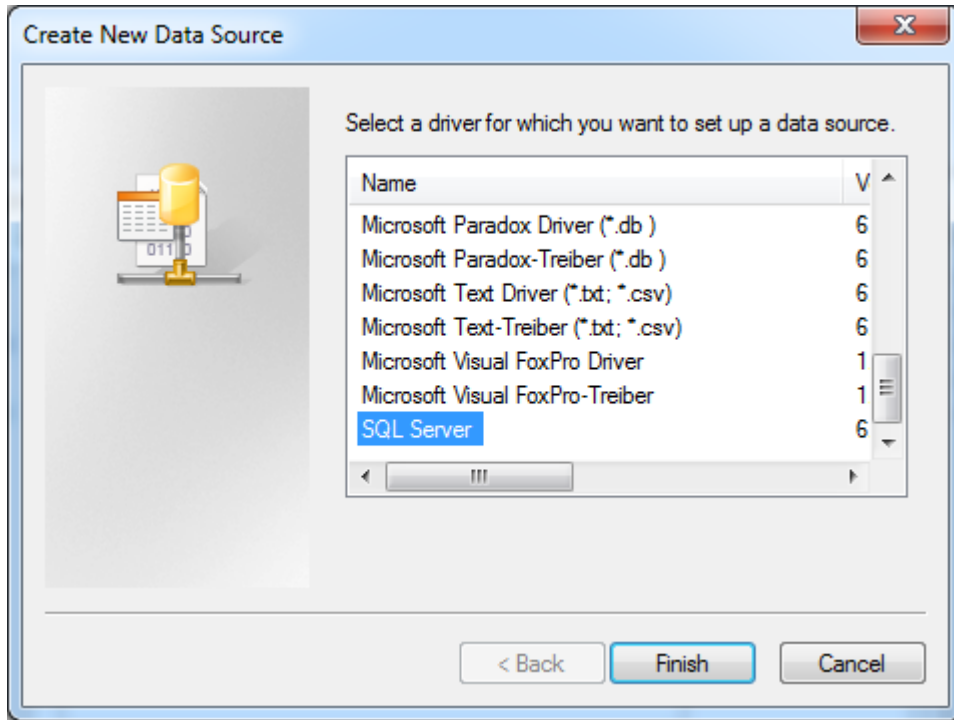 Create New Data Source
Select a driver for which you want to set up a data source.
Name V
Microsoft Paradox Driver (*.db ) 6
Microsoft Paradox-Treiber (*.db ) 6
Microsoft Text Driver (*.txt; *.csv) 6
Microsoft Text-Treiber (*.txt; *.csv) 6
Microsoft Visual FoxPro Driver 1
Microsoft Visual FoxPro-Treiber 1
SQL Server 6
< Back Finish Cancel